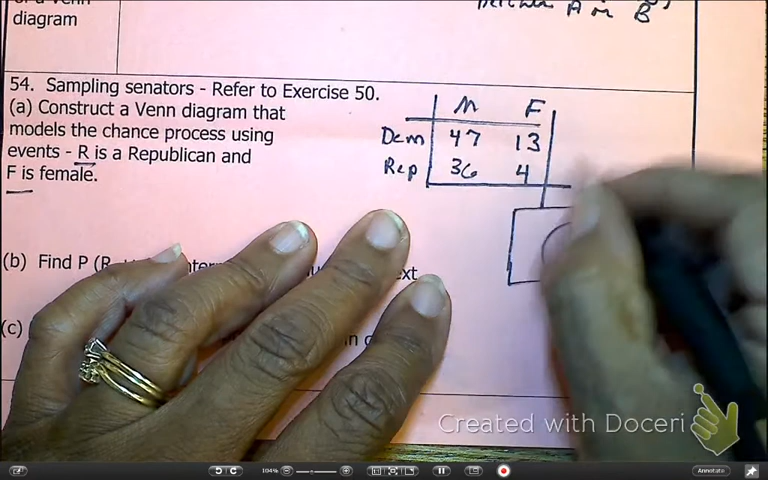 diagram
54. Sampling senators - Refer to Exercise 50.
(a) Construct a Venn diagram that
models the chance process using
events - R is a Republican and
F is female.
M F
Dem 47 13
Rep 36 4
(b) Find P (R
ext
(c)
Created with Doceri
104%
Annotate